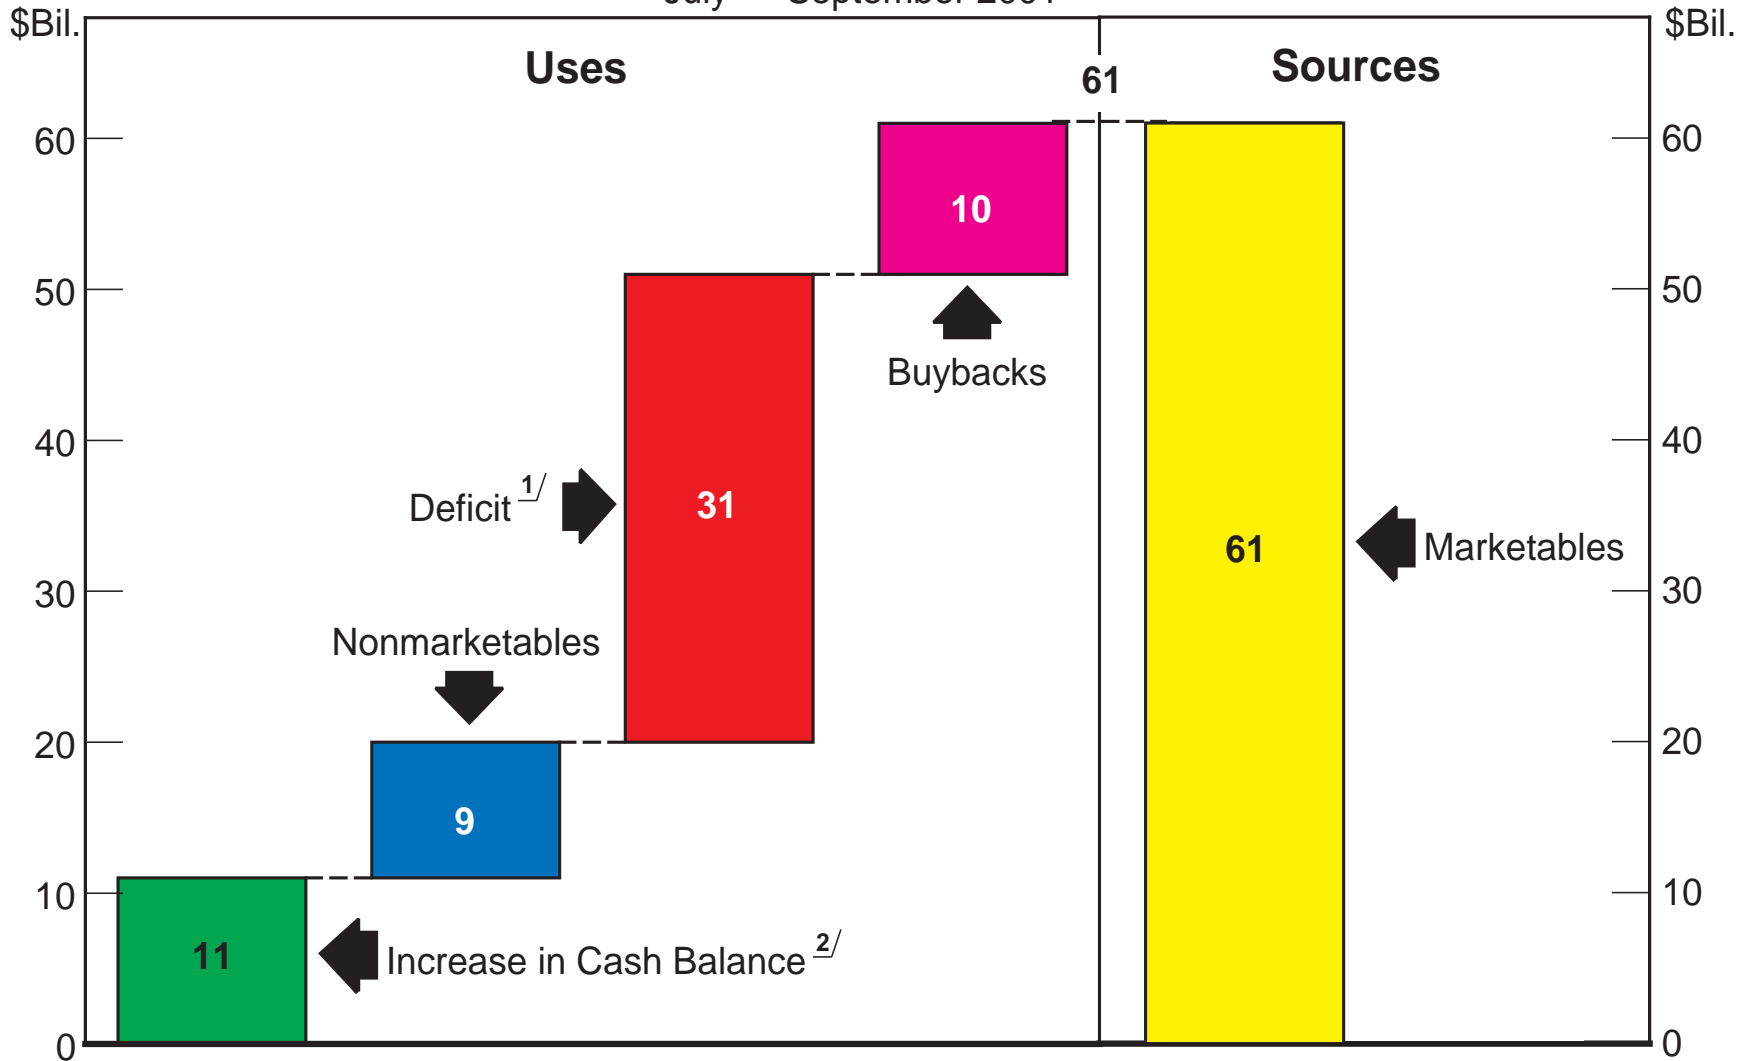 $Bil.
$Bil.
Uses
61
Sources
60
10
60
50
50
Buybacks
40
40
Deficit 1/
31
61
Marketables
30
30
Nonmarketables
20
20
9
10
10
11
Increase in Cash Balance 2/
0
0